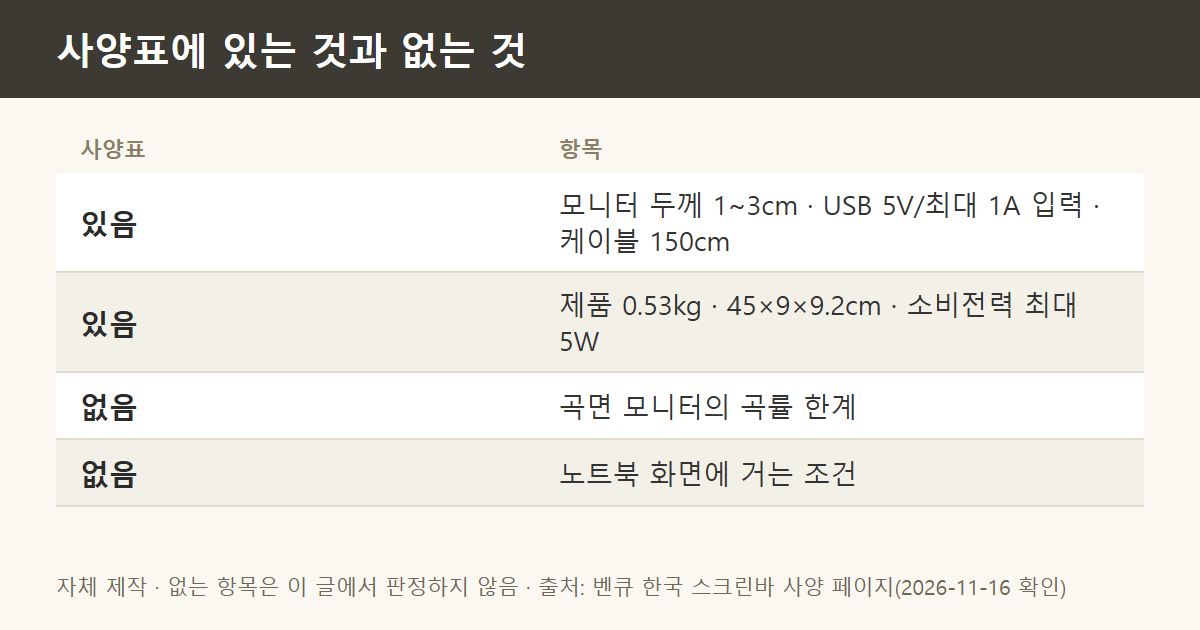 사양표에 있는 것과 없는 것
사양표 항목
있음 모니터 두께 1~3cm · USB 5V/최대 1A 입력 ·
케이블 150cm
있음 제품 0.53kg · 45×9×9.2cm · 소비전력 최대
5W
없음 곡면 모니터의 곡률 한계
없음 노트북 화면에 거는 조건
자체 제작 · 없는 항목은 이 글에서 판정하지 않음 · 출처: 벤큐 한국 스크린바 사양 페이지(2026-11-16 확인)